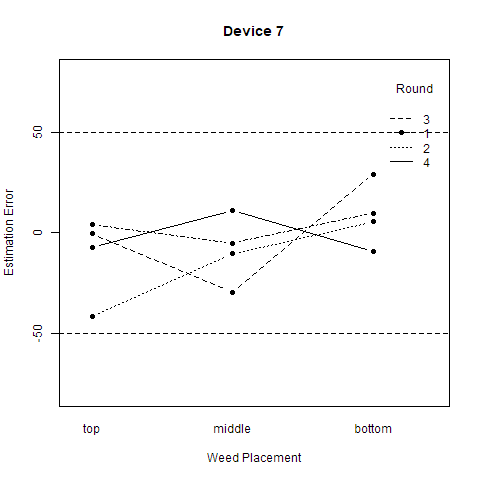 Device 7
Round
3
1
2
4
50
0
-50
Estimation Error
top middle bottom
Weed Placement